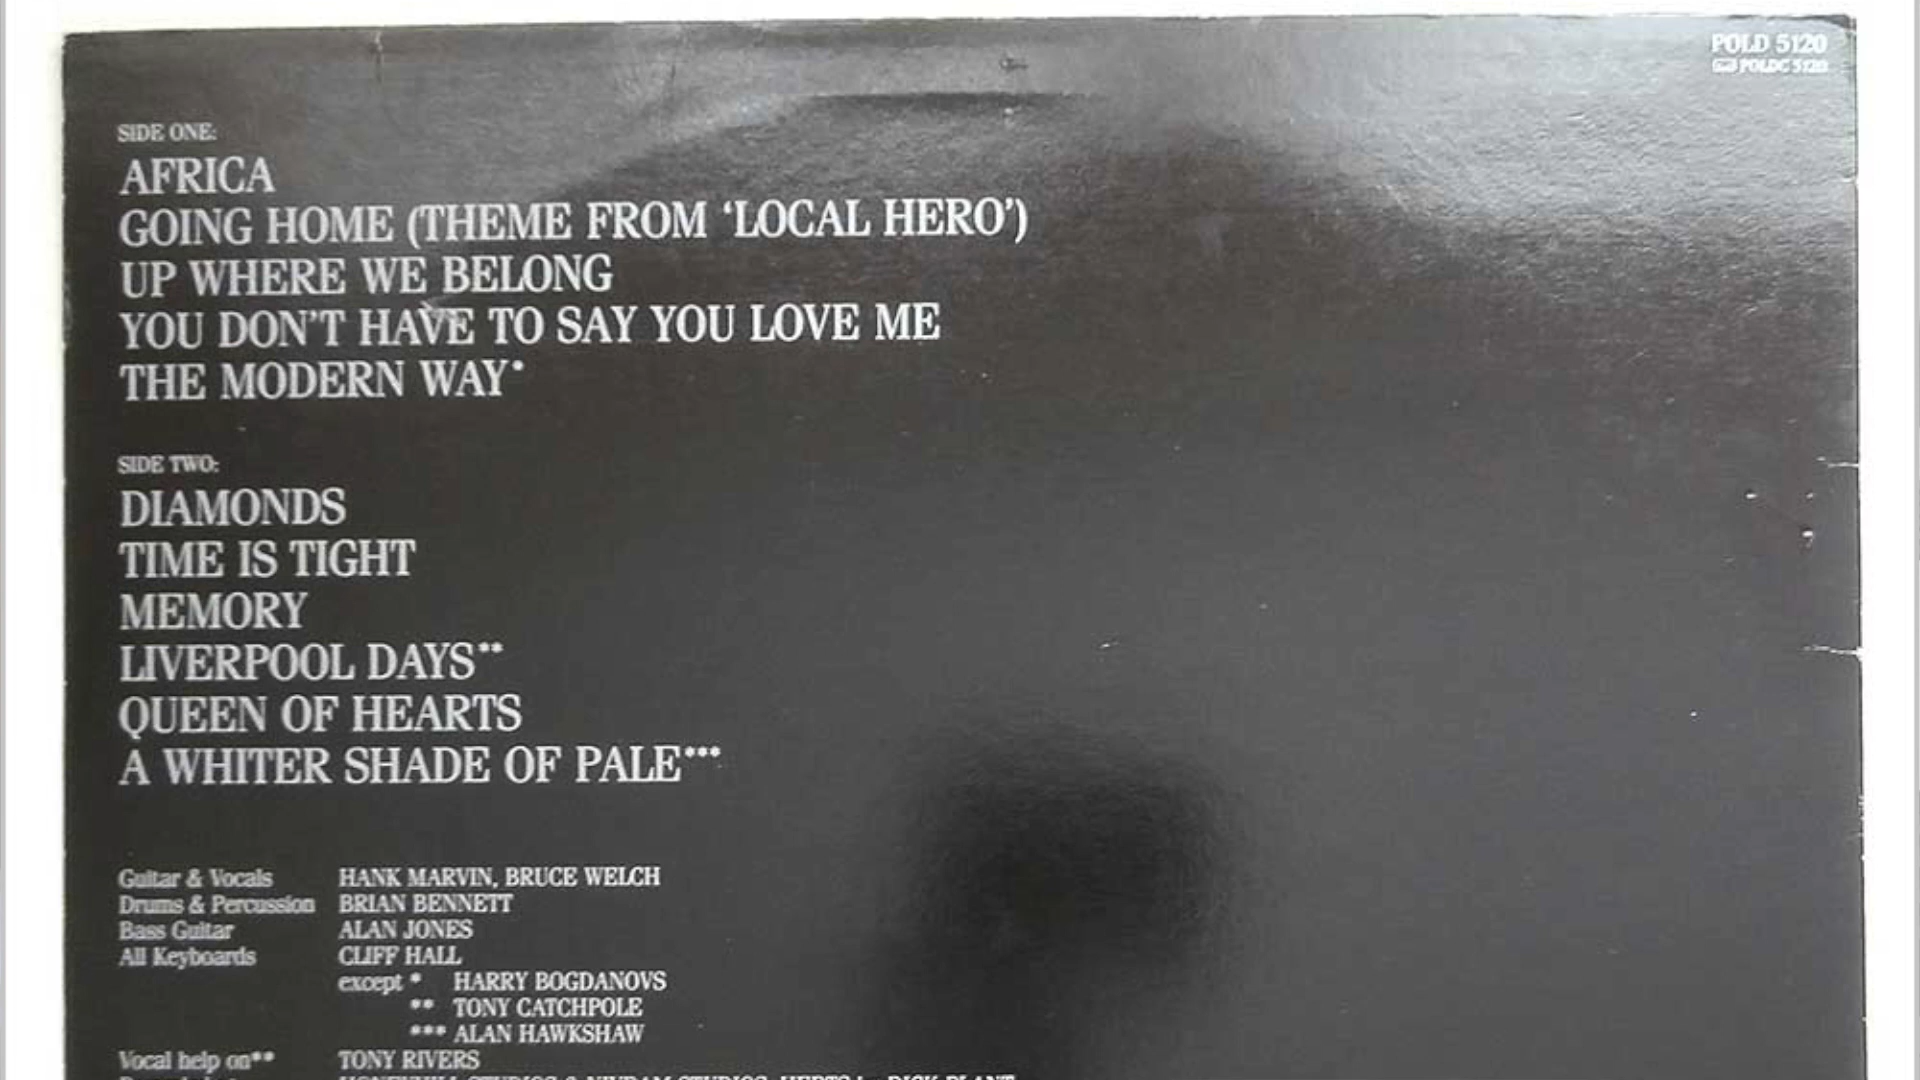 POLD 5120
POLDC 5120
SIDE ONE:
AFRICA
GOING HOME (THEME FROM ‘LOCAL HERO’)
UP WHERE WE BELONG
YOU DON’T HAVE TO SAY YOU LOVE ME
THE MODERN WAY*
SIDE TWO:
DIAMONDS
TIME IS TIGHT
MEMORY
LIVERPOOL DAYS**
QUEEN OF HEARTS
A WHITER SHADE OF PALE***
Guitar & Vocals HANK MARVIN, BRUCE WELCH
Drums & Percussion BRIAN BENNETT
Bass Guitar ALAN JONES
All Keyboards CLIFF HALL
except * HARRY BOGDANOVS
** TONY CATCHPOLE
*** ALAN HAWKSHAW
Vocal help on** TONY RIVERS